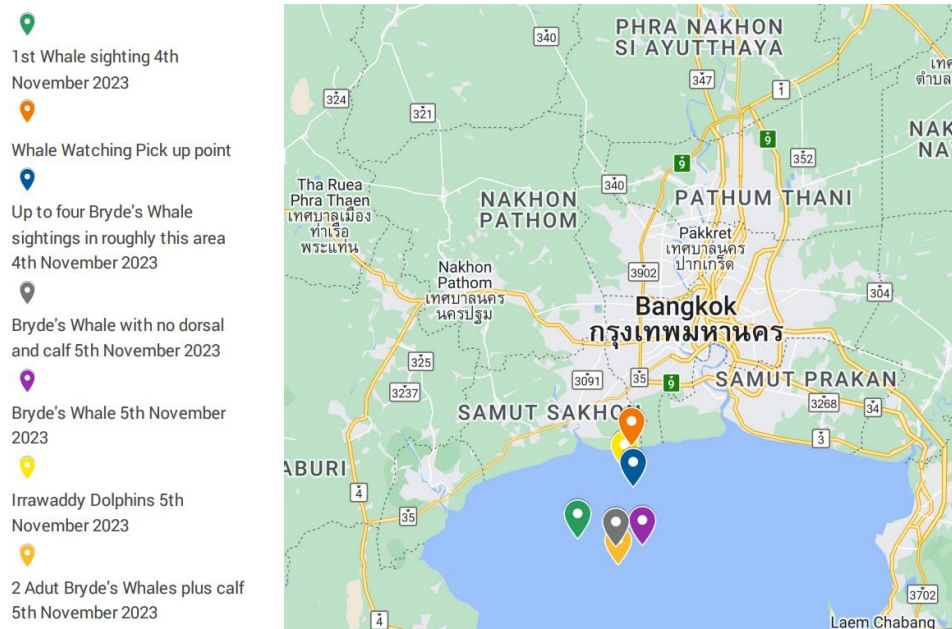 1st Whale sighting 4th
November 2023
Whale Watching Pick up point
Up to four Bryde's Whale
sightings in roughly this area
4th November 2023
Bryde's Whale with no dorsal
and calf 5th November 2023
Bryde's Whale 5th November
2023
Irrawaddy Dolphins 5th
November 2023
2 Adut Bryde's Whales plus calf
5th November 2023
PHRA NAKHON
SI AYUTTHAYA
340
347
1
324
321
9
352
9
340
NAKHON
PATHOM
PATHUM THANI
Tha Ruea
Phra Thaen
เทศบาลเมือง
ท่าเรือ
พระแท่น
Pakkret
เทศบาลนคร
ปากเกร็ด
Nakhon
Pathom
เทศบาลนคร
นครปฐม
3902
304
Bangkok
กรุงเทพมหานคร
325
3091
35
9
SAMUT PRAKAN
3237
3268
34
SAMUT SAKHO
3
ABURI
4
35
3702
4
Laem Chabang